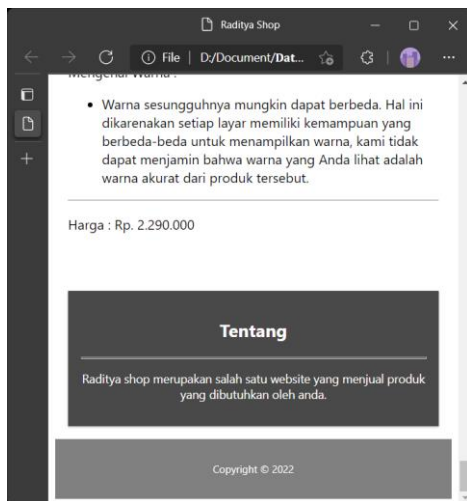 Raditya Shop
File | D:/Document/Dat...
Mengenai Warna :
• Warna sesungguhnya mungkin dapat berbeda. Hal ini
dikarenakan setiap layar memiliki kemampuan yang
berbeda-beda untuk menampilkan warna, kami tidak
dapat menjamin bahwa warna yang Anda lihat adalah
warna akurat dari produk tersebut.
Harga : Rp. 2.290.000
Tentang
Raditya shop merupakan salah satu website yang menjual produk
yang dibutuhkan oleh anda.
Copyright © 2022